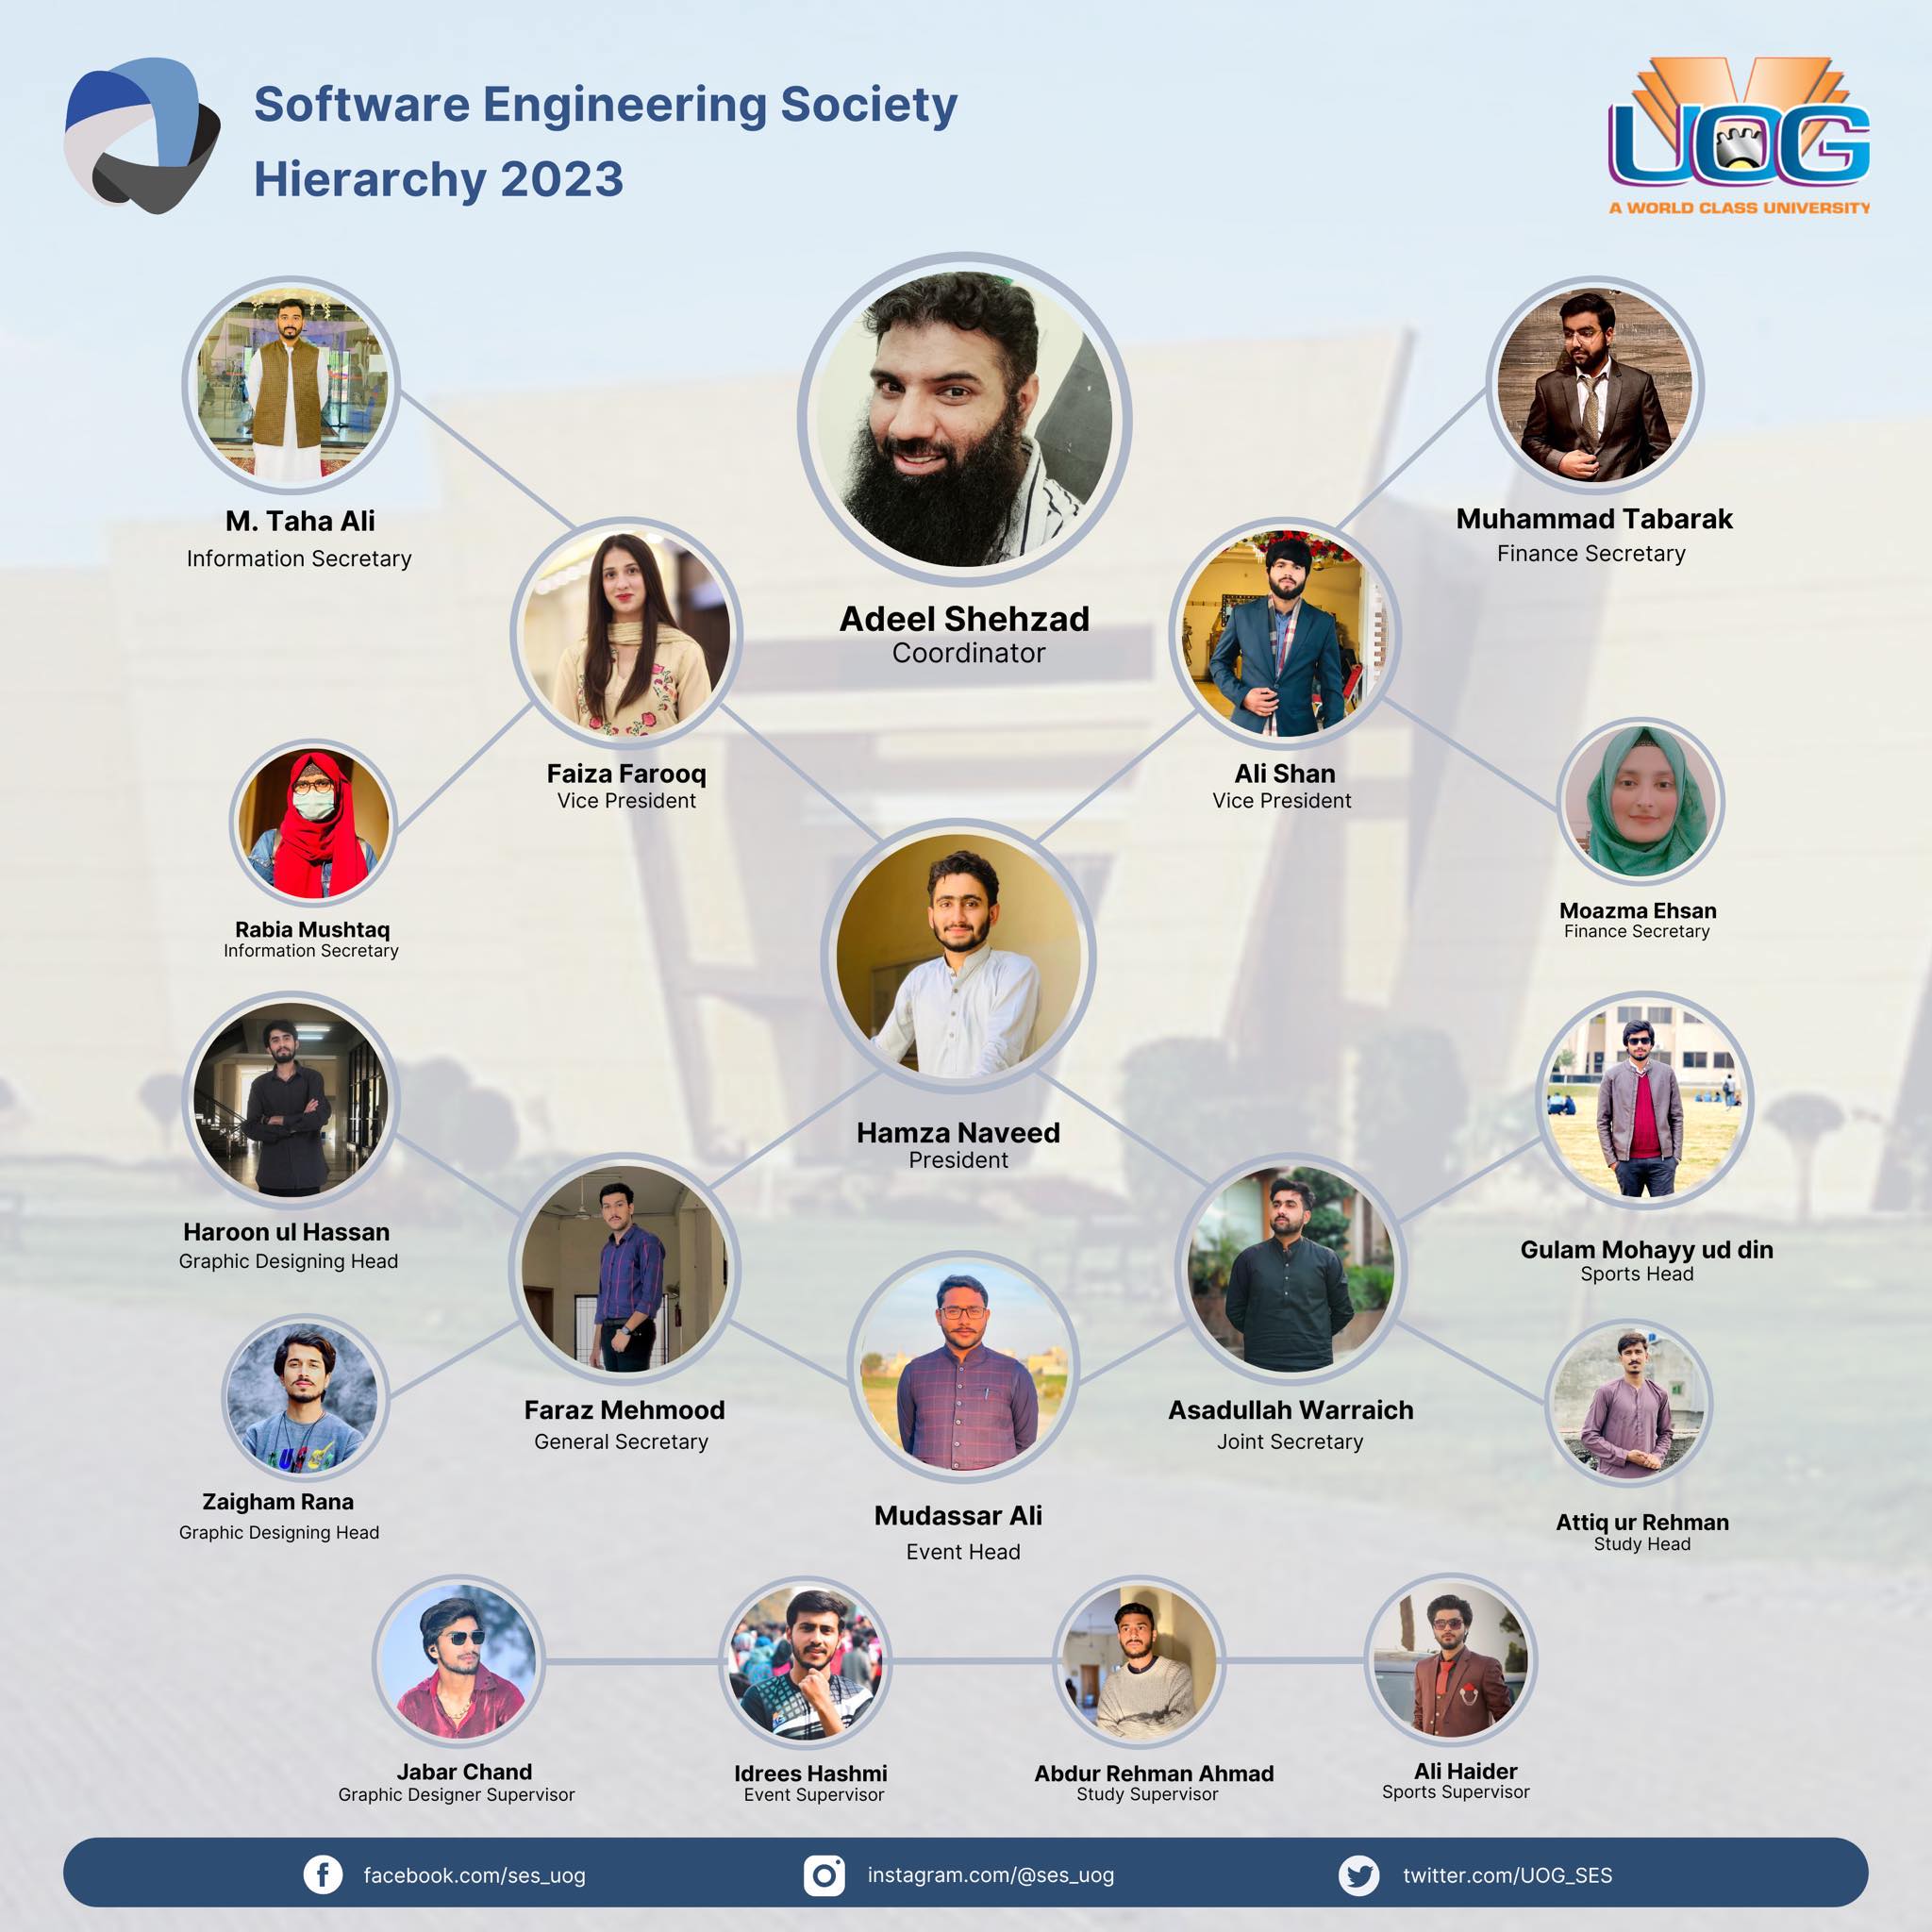 Software Engineering Society
Hierarchy 2023
UOG
A WORLD CLASS UNIVERSITY
M. Taha Ali
Information Secretary
Muhammad Tabarak
Finance Secretary
Adeel Shehzad
Coordinator
Faiza Farooq
Vice President
Ali Shan
Vice President
Rabia Mushtaq
Information Secretary
Moazma Ehsan
Finance Secretary
Hamza Naveed
President
Haroon ul Hassan
Graphic Designing Head
Gulam Mohayy ud din
Sports Head
Faraz Mehmood
General Secretary
Asadullah Warraich
Joint Secretary
Zaigham Rana
Graphic Designing Head
Mudassar Ali
Event Head
Attiq ur Rehman
Study Head
Jabar Chand
Graphic Designer Supervisor
Idrees Hashmi
Event Supervisor
Abdur Rehman Ahmad
Study Supervisor
Ali Haider
Sports Supervisor
facebook.com/ses_uog
instagram.com/@ses_uog
twitter.com/UOG_SES